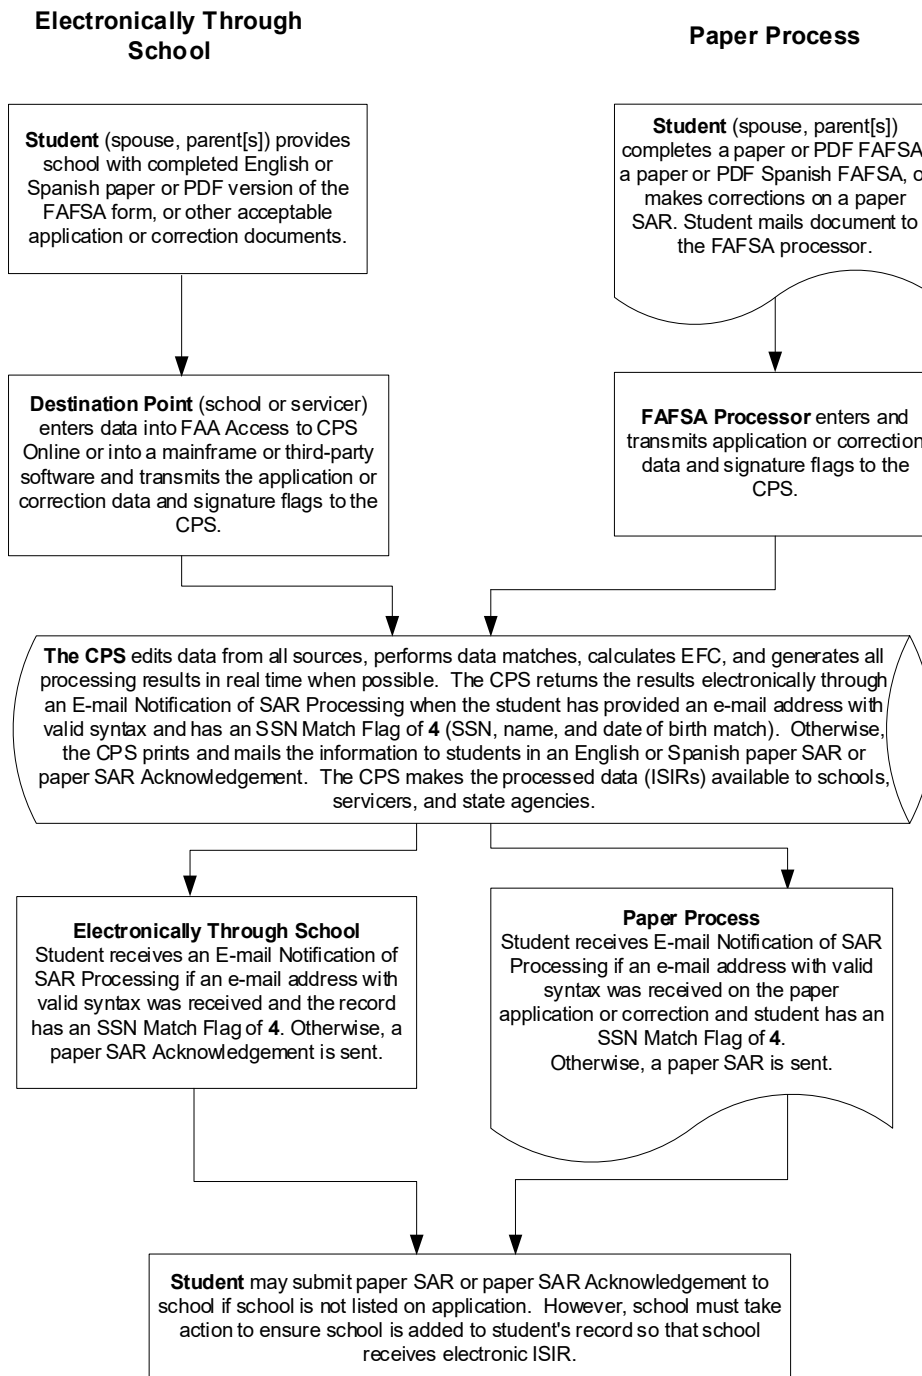 Electronically Through
School
Paper Process
Student (spouse, parent[s]) provides
school with completed English or
Spanish paper or PDF version of the
FAFSA form, or other acceptable
application or correction documents.
Student (spouse, parent[s])
completes a paper or PDF FAFSA,
a paper or PDF Spanish FAFSA, o
makes corrections on a paper
SAR. Student mails document to
the FAFSA processor.
Destination Point (school or servicer)
enters data into FAA Access to CPS
Online or into a mainframe or third-party
software and transmits the application or
correction data and signature flags to the
CPS.
FAFSA Processor enters and
transmits application or correction
data and signature flags to the
CPS.
The CPS edits data from all sources, performs data matches, calculates EFC, and generates all
processing results in real time when possible.  The CPS returns the results electronically through
an E-mail Notification of SAR Processing when the student has provided an e-mail address with
valid syntax and has an SSN Match Flag of 4 (SSN, name, and date of birth match).  Otherwise,
the CPS prints and mails the information to students in an English or Spanish paper SAR or
paper SAR Acknowledgement.  The CPS makes the processed data (ISIRs) available to schools,
servicers, and state agencies.
Electronically Through School
Student receives an E-mail Notification of
SAR Processing if an e-mail address with
valid syntax was received and the record
has an SSN Match Flag of 4. Otherwise, a
paper SAR Acknowledgement is sent.
Paper Process
Student receives E-mail Notification of SAR
Processing if an e-mail address with valid
syntax was received on the paper
application or correction and student has an
SSN Match Flag of 4.
Otherwise, a paper SAR is sent.
Student may submit paper SAR or paper SAR Acknowledgement to
school if school is not listed on application.  However, school must take
action to ensure school is added to student's record so that school
receives electronic ISIR.